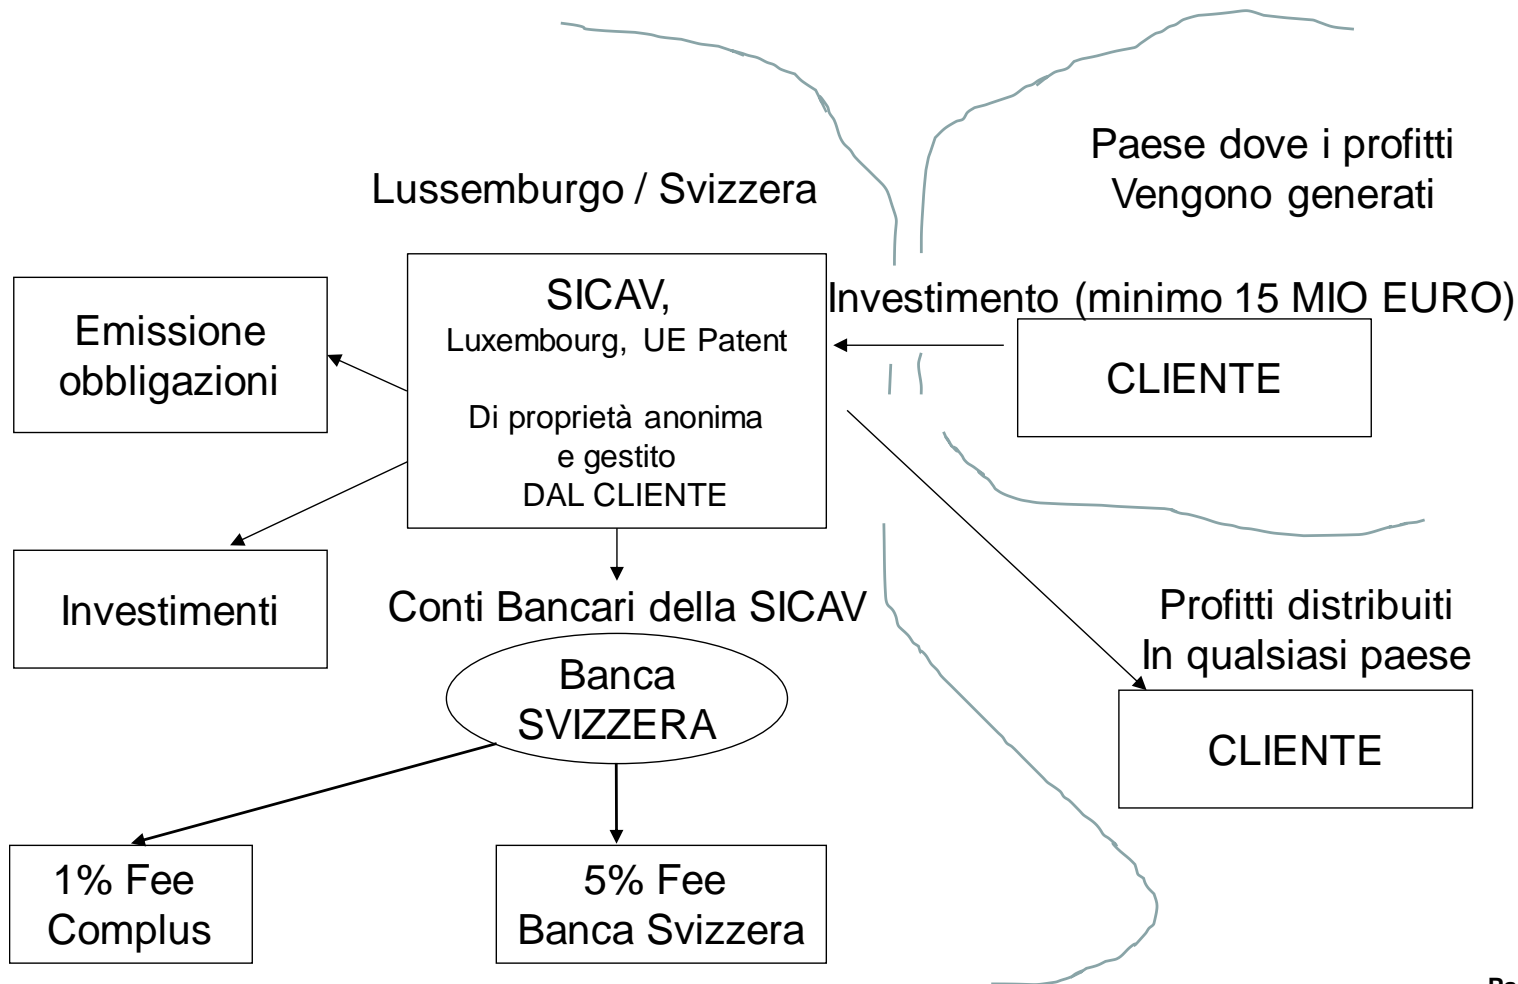 Paese dove i profitti
Vengono generati
Lussemburgo / Svizzera
SICAV,
Luxembourg, UE Patent
Di proprietà anonima
e gestito
DAL CLIENTE
Investimento (minimo 15 MIO EURO)
CLIENTE
Emissione
obbligazioni
Investimenti
Conti Bancari della SICAV
Banca
SVIZZERA
Profitti distribuiti
In qualsiasi paese
CLIENTE
1% Fee
Complus
5% Fee
Banca Svizzera